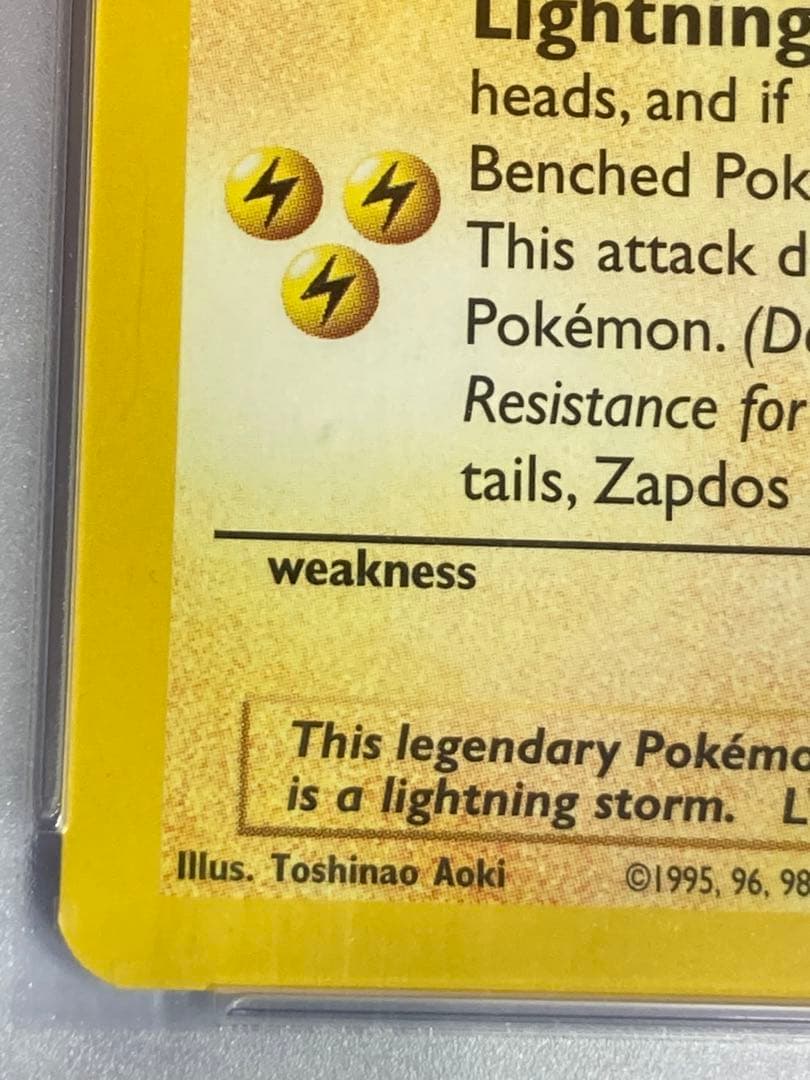 Lightning
heads, and if
Benched Pok
This attack d
Pokémon. (Do
Resistance for
tails, Zapdos
weakness
This legendary Pokémo
is a lightning storm. L
Illus. Toshinao Aoki ©1995, 96, 98